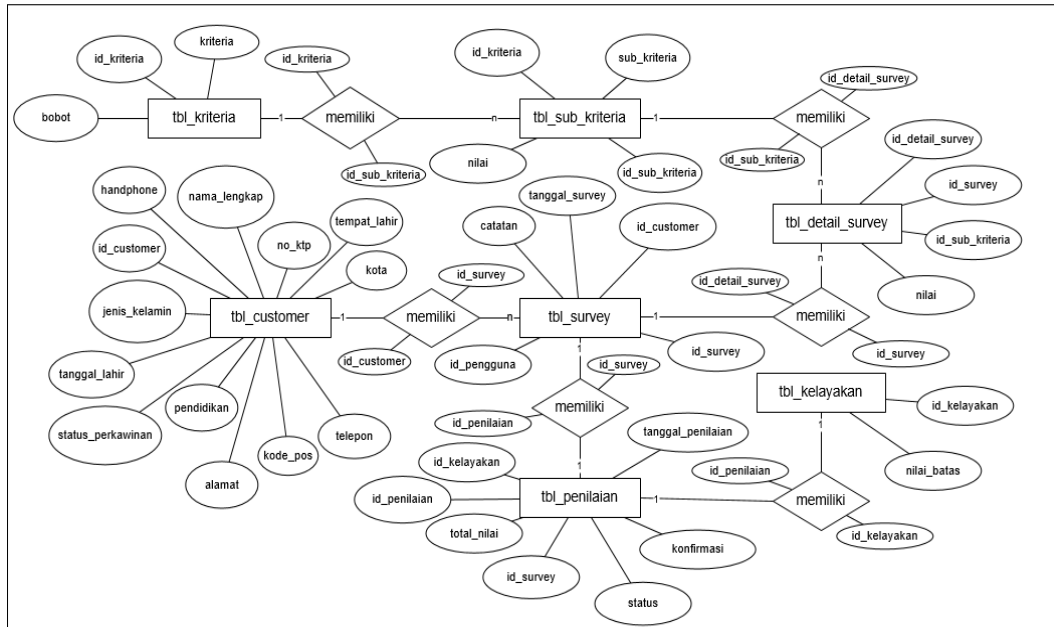 kriteria
id_kriteria
id_kriteria
bobot
tbl_kriteria
1
memiliki
n
id_sub_kriteria
id_kriteria
sub_kriteria
tbl_sub_kriteria
1
nilai
id_sub_kriteria
id_detail_survey
memiliki
id_sub_kriteria
n
id_detail_survey
id_survey
tbl_detail_survey
id_sub_kriteria
n
nilai
handphone
nama_lengkap
tempat_lahir
id_customer
no_ktp
kota
jenis_kelamin
tbl_customer
1
tanggal_lahir
status_perkawinan
pendidikan
alamat
kode_pos
telepon
id_survey
memiliki
n
id_customer
tanggal_survey
catatan
id_customer
tbl_survey
1
id_pengguna
id_survey
1
id_detail_survey
memiliki
id_survey
id_survey
memiliki
id_penilaian
1
tbl_kelayakan
id_kelayakan
1
nilai_batas
id_penilaian
1
memiliki
id_kelayakan
tanggal_penilaian
id_kelayakan
id_penilaian
tbl_penilaian
1
total_nilai
konfirmasi
id_survey
status